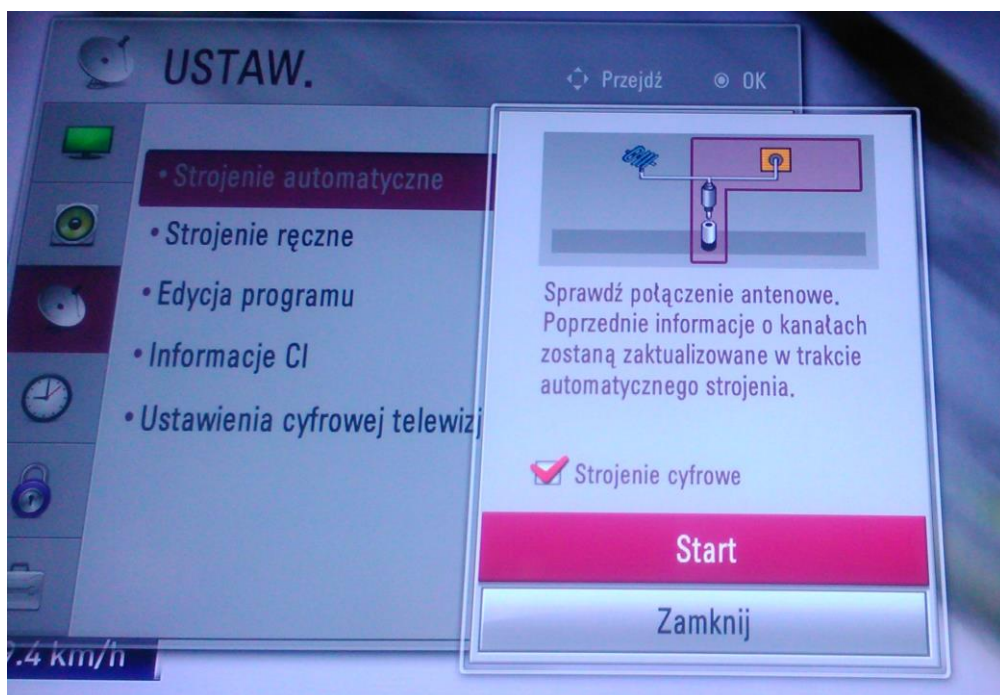 USTAW.
Przejdź
OK
• Strojenie automatyczne
• Strojenie ręczne
• Edycja programu
• Informacje CI
• Ustawienia cyfrowej telewizj
Sprawdź połączenie antenowe.
Poprzednie informacje o kanałach
zostaną zaktualizowane w trakcie
automatycznego strojenia.
Strojenie cyfrowe
Start
Zamknij
.4 km/h